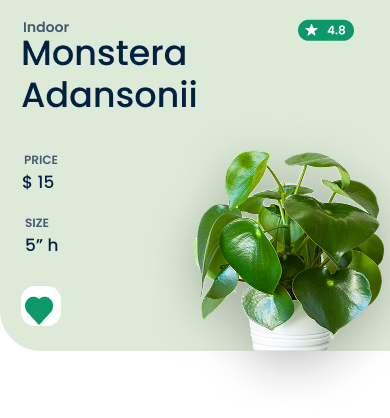 Indoor
4.8
Monstera
Adansonii
PRICE
$ 15
SIZE
5” h